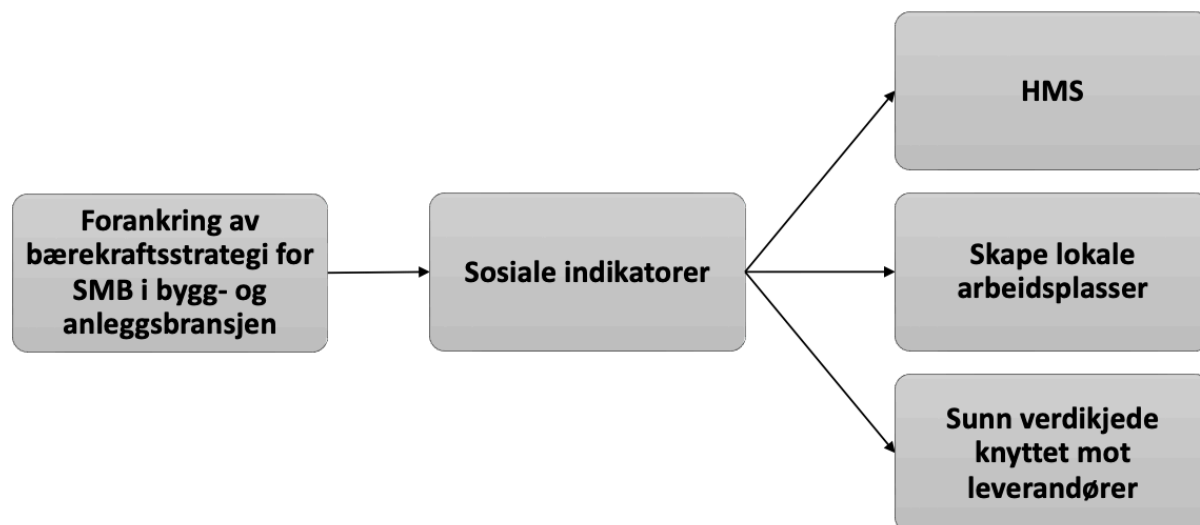 Forankring av
bærekraftsstrategi for
SMB i bygg- og
anleggsbransjen
Sosiale indikatorer
HMS
Skape lokale
arbeidsplasser
Sunn verdikjede
knyttet mot
leverandører